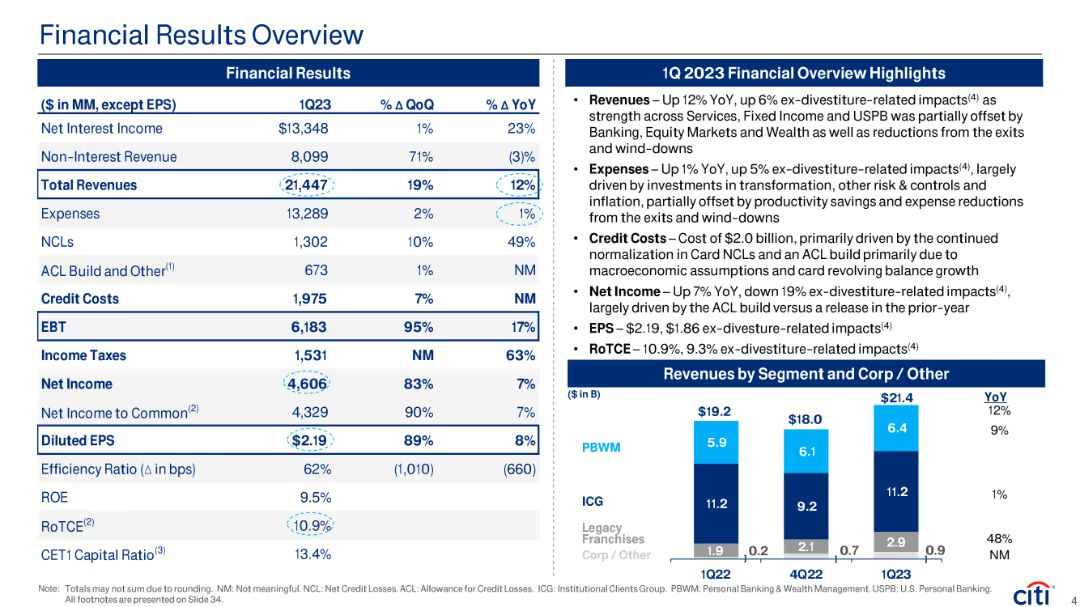 Financial Results Overview
Financial Results
($ in MM, except EPS) 1Q23 % Δ QoQ % Δ YoY
Net Interest Income $13,348 1% 23%
Non-Interest Revenue 8,099 71% (3)%
Total Revenues 21,447 19% 12%
Expenses 13,289 2% 1%
NCLs 1,302 10% 49%
ACL Build and Other(1) 673 1% NM
Credit Costs 1,975 7% NM
EBT 6,183 95% 17%
Income Taxes 1,531 NM 63%
Net Income 4,606 83% 7%
Net Income to Common(2) 4,329 90% 7%
Diluted EPS $2.19 89% 8%
Efficiency Ratio (Δ in bps) 62% (1,010) (660)
ROE 9.5%
RoTCE(2) 10.9%
CET1 Capital Ratio(3) 13.4%
1Q 2023 Financial Overview Highlights
• Revenues – Up 12% YoY, up 6% ex-divestiture-related impacts(4) as
strength across Services, Fixed Income and USPB was partially offset by
Banking, Equity Markets and Wealth as well as reductions from the exits
and wind-downs
• Expenses – Up 1% YoY, up 5% ex-divestiture-related impacts(4), largely
driven by investments in transformation, other risk & controls and
inflation, partially offset by productivity savings and expense reductions
from the exits and wind-downs
• Credit Costs – Cost of $2.0 billion, primarily driven by the continued
normalization in Card NCLs and an ACL build primarily due to
macroeconomic assumptions and card revolving balance growth
• Net Income – Up 7% YoY, down 19% ex-divestiture-related impacts(4),
largely driven by the ACL build versus a release in the prior-year
• EPS – $2.19, $1.86 ex-divesture-related impacts(4)
• RoTCE – 10.9%, 9.3% ex-divestiture-related impacts(4)
Revenues by Segment and Corp / Other
($ in B) YoY
$19.2 $18.0 $21.4 12%
PBWM 5.9 6.1 6.4 9%
ICG 11.2 9.2 11.2 1%
Legacy
Franchises 1.9 2.1 2.9 48%
Corp / Other 0.2 0.7 0.9 NM
1Q22 4Q22 1Q23
Note: Totals may not sum due to rounding. NM: Not meaningful. NCL: Net Credit Losses. ACL: Allowance for Credit Losses. ICG: Institutional Clients Group. PBWM: Personal Banking & Wealth Management. USPB: U.S. Personal Banking.
All footnotes are presented on Slide 34.
citi
4